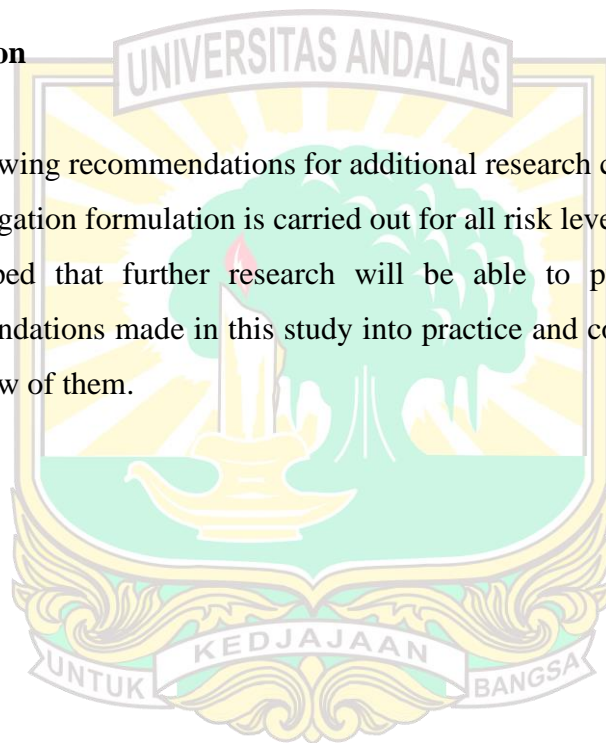 on
UNIVERSITAS ANDALAS
wing recommendations for additional research c
gation formulation is carried out for all risk leve
ped that further research will be able to p
ndations made in this study into practice and co
w of them.
UNTUK KEDJAJAAN BANGSA